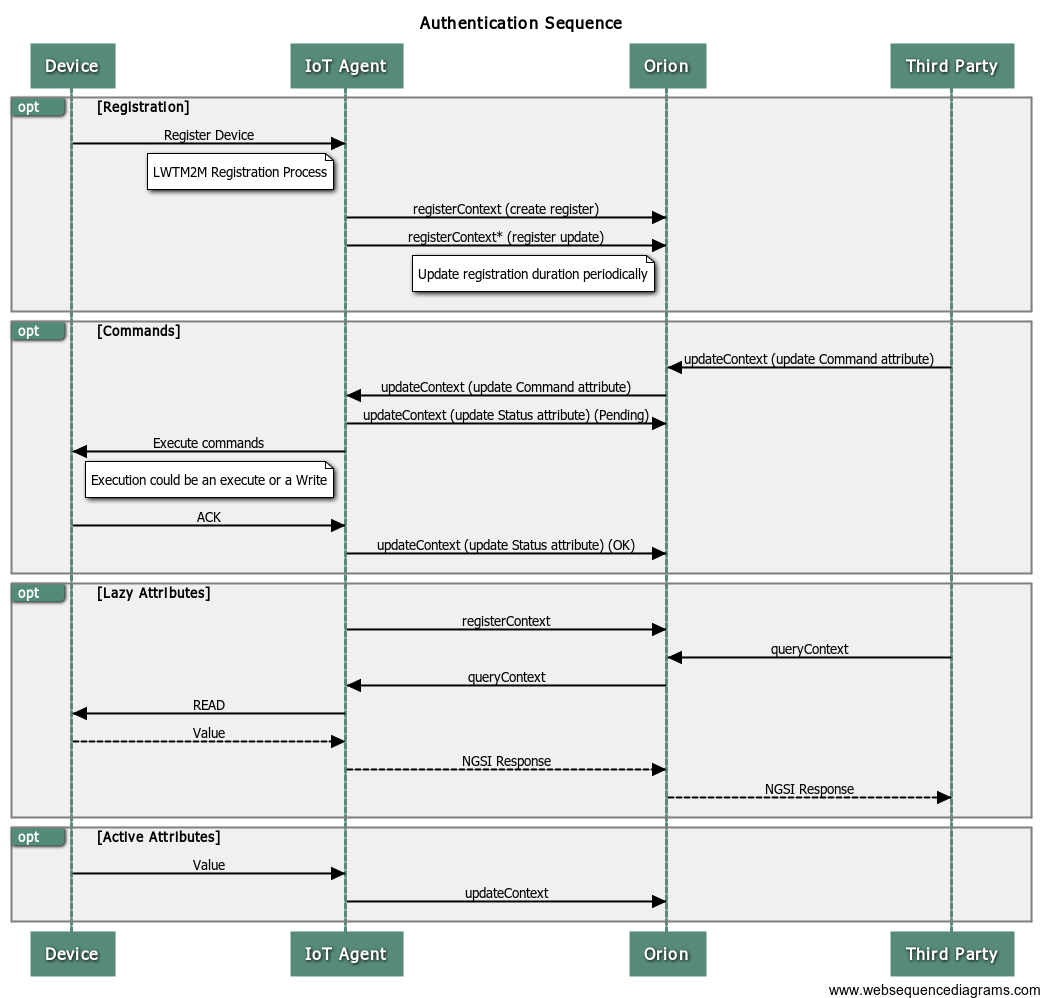 Authentication Sequence
Device
IoT Agent
Orion
Third Party
opt
[Registration]
Register Device
LWTM2M Registration Process
registerContext (create register)
registerContext* (register update)
Update registration duration periodically
opt
[Commands]
updateContext (update Command attribute)
updateContext (update Command attribute)
updateContext (update Status attribute) (Pending)
Execute commands
Execution could be an execute or a Write
ACK
updateContext (update Status attribute) (OK)
opt
[Lazy Attributes]
registerContext
queryContext
queryContext
READ
Value
NGSI Response
NGSI Response
opt
[Active Attributes]
Value
updateContext
Device
IoT Agent
Orion
Third Party
www.websequencediagrams.com